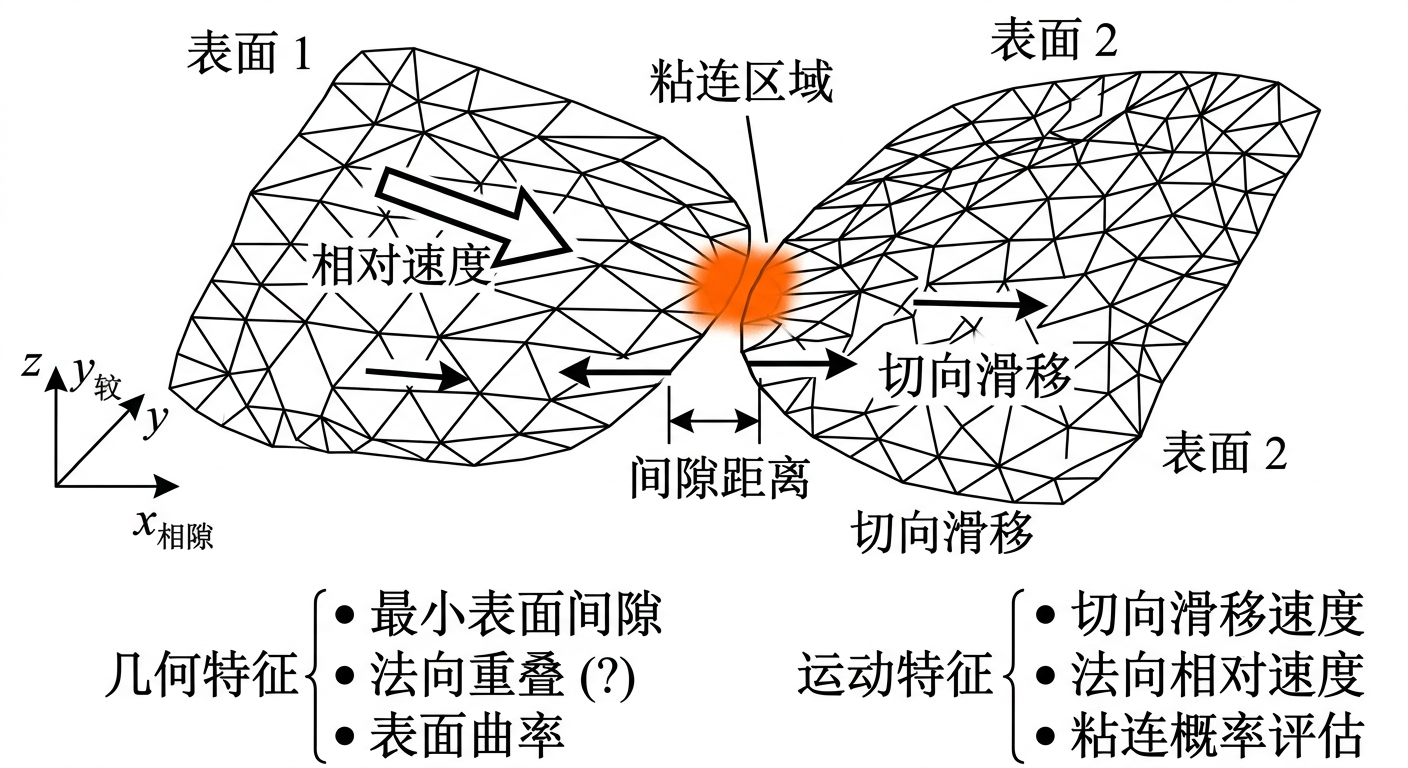 表面 1
表面 2
粘连区域
相对速度
切向滑移
z
y较
y
x相隙
间隙距离
表面 2
切向滑移
几何特征
• 最小表面间隙
• 法向重叠 (?)
• 表面曲率
运动特征
• 切向滑移速度
• 法向相对速度
• 粘连概率评估